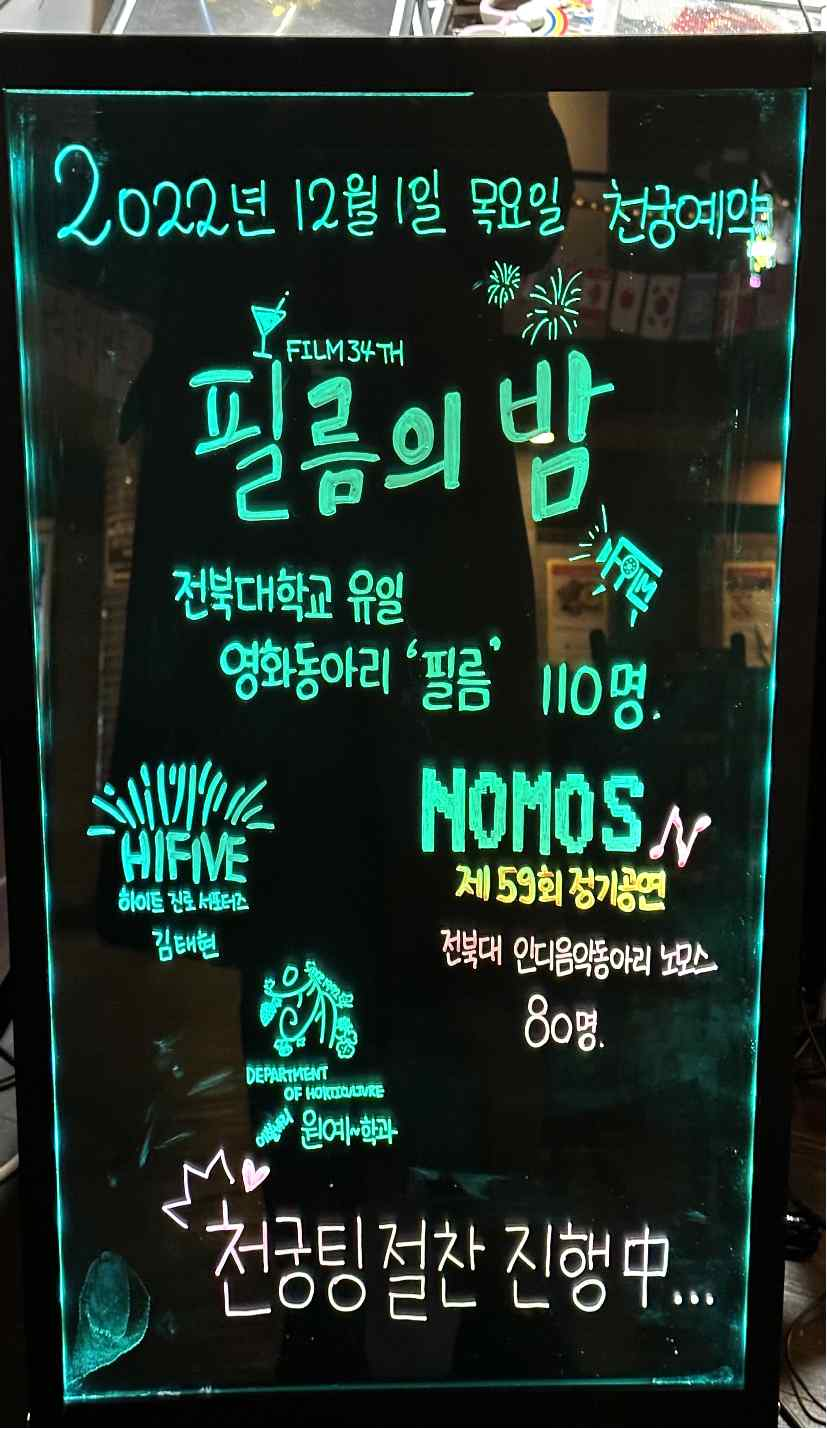 2022년 12월 1일 목요일 천궁예약
FILM 34TH
필름의 밤
FILM
전북대학교 유일
영화동아리 '필름' 110명.
HIFIVE
하이트 진로 서포터즈
김태현
NOMOS
제 59회 정기공연
전북대 인디음악동아리 노모스
80명.
DEPARTMENT
OF HORTICULTURE
원예~학과
천궁팅 절찬 진행 中...